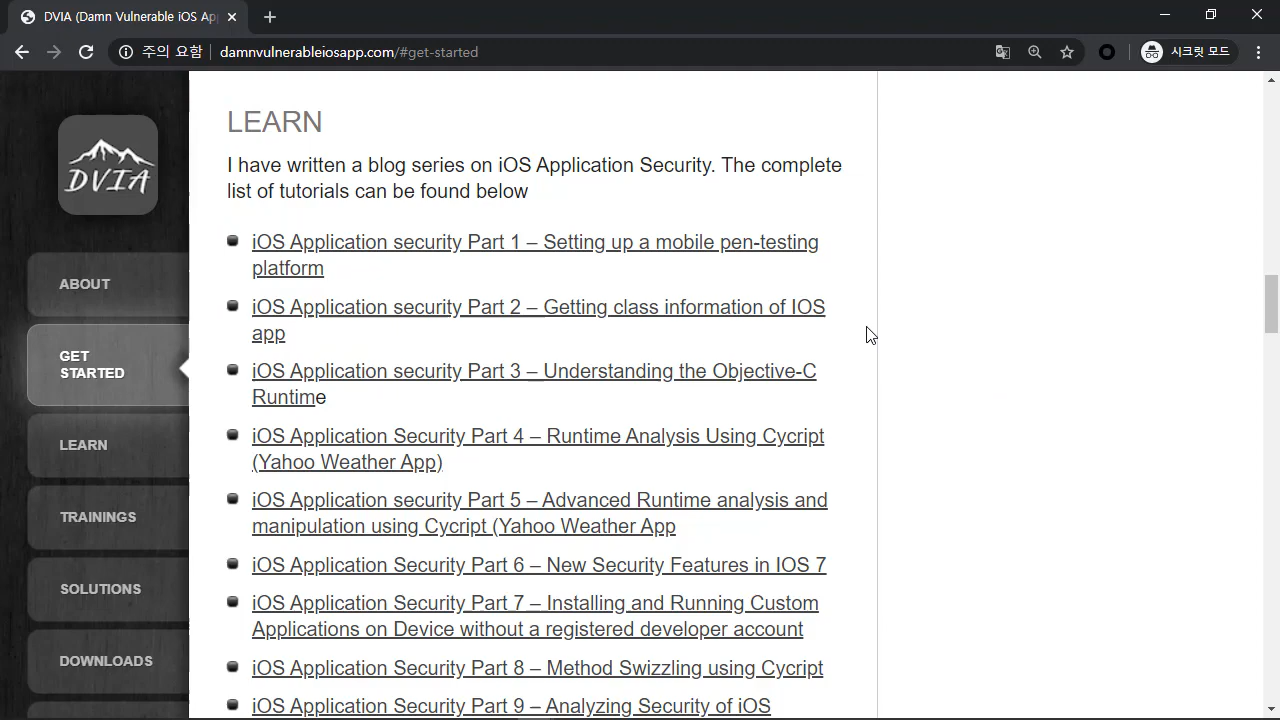 DVIA (Damn Vulnerable iOS Ap
주의 요함
damnvulnerableiosapp.com/#get-started
시크릿 모드
DVIA
ABOUT
GET
STARTED
LEARN
TRAININGS
SOLUTIONS
DOWNLOADS
LEARN
I have written a blog series on iOS Application Security. The complete
list of tutorials can be found below
iOS Application security Part 1 – Setting up a mobile pen-testing
platform
iOS Application security Part 2 – Getting class information of IOS
app
iOS Application security Part 3 – Understanding the Objective-C
Runtime
iOS Application Security Part 4 – Runtime Analysis Using Cycript
(Yahoo Weather App)
iOS Application security Part 5 – Advanced Runtime analysis and
manipulation using Cycript (Yahoo Weather App
iOS Application Security Part 6 – New Security Features in IOS 7
iOS Application Security Part 7 – Installing and Running Custom
Applications on Device without a registered developer account
iOS Application Security Part 8 – Method Swizzling using Cycript
iOS Application Security Part 9 – Analyzing Security of iOS